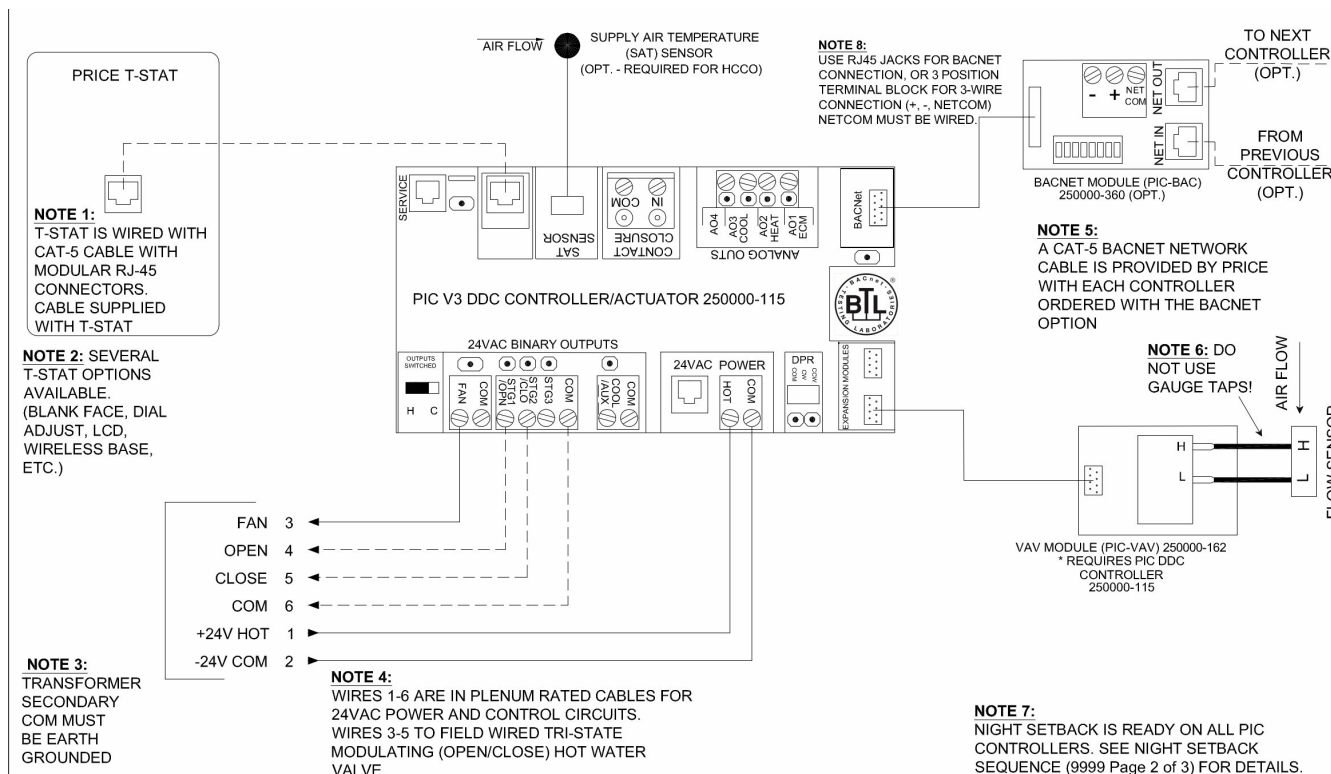 PRICE T-STAT
NOTE 1:
T-STAT IS WIRED WITH
CAT-5 CABLE WITH
MODULAR RJ-45
CONNECTORS.
CABLE SUPPLIED
WITH T-STAT
NOTE 2: SEVERAL
T-STAT OPTIONS
AVAILABLE.
(BLANK FACE, DIAL
ADJUST, LCD,
WIRELESS BASE,
ETC.)
AIR FLOW
SUPPLY AIR TEMPERATURE
(SAT) SENSOR
(OPT. - REQUIRED FOR HCCO)
NOTE 8:
USE RJ45 JACKS FOR BACNET
CONNECTION, OR 3 POSITION
TERMINAL BLOCK FOR 3-WIRE
CONNECTION (+, -, NETCOM)
NETCOM MUST BE WIRED.
- + NET
COM
NET OUT
NET IN
TO NEXT
CONTROLLER
(OPT.)
FROM
PREVIOUS
CONTROLLER
(OPT.)
BACNET MODULE (PIC-BAC)
250000-360 (OPT.)
NOTE 5:
A CAT-5 BACNET NETWORK
CABLE IS PROVIDED BY PRICE
WITH EACH CONTROLLER
ORDERED WITH THE BACNET
OPTION
SERVICE
SAT
SENSOR
COM
IN
CONTACT
CLOSURE
AO4
AO3
COOL
AO2
HEAT
AO1
ECM
ANALOG OUTS
BACNet
PIC V3 DDC CONTROLLER/ACTUATOR 250000-115
BACnet
TESTING
LABORATORIES
BTL
®
24VAC BINARY OUTPUTS
OUTPUTS
SWITCHED
H C
FAN
COM
STG1
/OPN
STG2
/CLO
STG3
COM
COOL
/AUX
COM
24VAC POWER
HOT
COM
DPR
COM
CW
CCW
EXPANSION MODULES
NOTE 6: DO
NOT USE
GAUGE TAPS!
AIR FLOW
H
L
H
L
FLOW SENSOR
VAV MODULE (PIC-VAV) 250000-162
* REQUIRES PIC DDC
CONTROLLER
250000-115
FAN 3
OPEN 4
CLOSE 5
COM 6
+24V HOT 1
-24V COM 2
NOTE 3:
TRANSFORMER
SECONDARY
COM MUST
BE EARTH
GROUNDED
NOTE 4:
WIRES 1-6 ARE IN PLENUM RATED CABLES FOR
24VAC POWER AND CONTROL CIRCUITS.
WIRES 3-5 TO FIELD WIRED TRI-STATE
MODULATING (OPEN/CLOSE) HOT WATER
VALVE
NOTE 7:
NIGHT SETBACK IS READY ON ALL PIC
CONTROLLERS. SEE NIGHT SETBACK
SEQUENCE (9999 Page 2 of 3) FOR DETAILS.